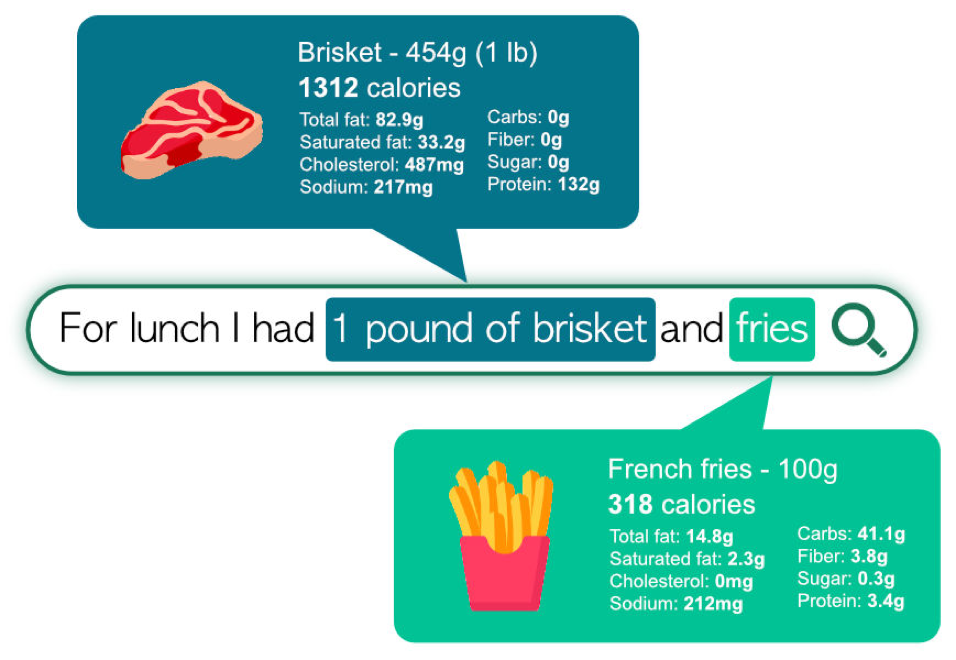 Brisket - 454g (1 lb)
1312 calories
Total fat: 82.9g
Saturated fat: 33.2g
Cholesterol: 487mg
Sodium: 217mg
Carbs: 0g
Fiber: 0g
Sugar: 0g
Protein: 132g
For lunch I had 1 pound of brisket and fries
French fries - 100g
318 calories
Total fat: 14.8g
Saturated fat: 2.3g
Cholesterol: 0mg
Sodium: 212mg
Carbs: 41.1g
Fiber: 3.8g
Sugar: 0.3g
Protein: 3.4g